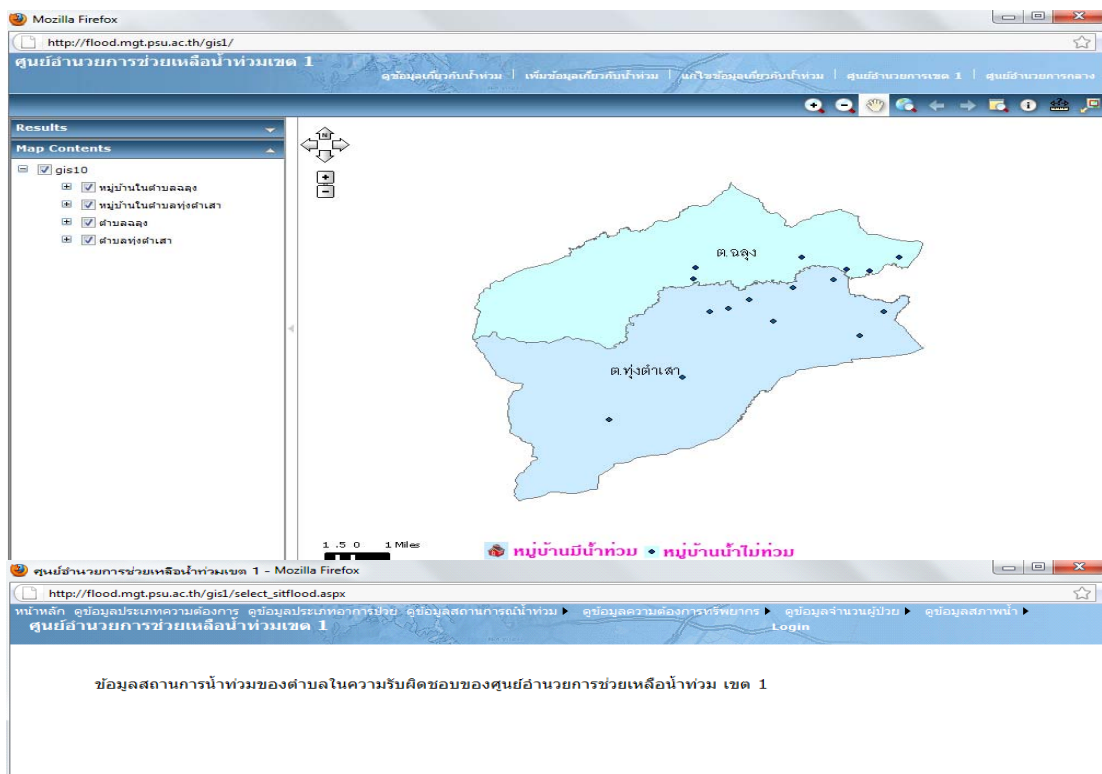 Mozilla Firefox
http://flood.mgt.psu.ac.th/gis1/
ศูนย์อำนวยการช่วยเหลือน้ำท่วมเขต 1
ดูข้อมูลเกี่ยวกับน้ำท่วม | เพิ่มข้อมูลเกี่ยวกับน้ำท่วม | แก้ไขข้อมูลเกี่ยวกับน้ำท่วม | ศูนย์อำนวยการเขต 1 | ศูนย์อำนวยการกลาง
Results
Map Contents
N
gis10
หมู่บ้านในตำบลฉลุง
หมู่บ้านในตำบลทุ่งตำเสา
ตำบลฉลุง
ตำบลทุ่งตำเสา
ต.ฉลุง
ต.ทุ่งตำเสา
1 .5 0 1 Miles
หมู่บ้านมีน้ำท่วม หมู่บ้านน้ำไม่ท่วม
ศูนย์อำนวยการช่วยเหลือน้ำท่วมเขต 1 - Mozilla Firefox
http://flood.mgt.psu.ac.th/gis1/select_sitflood.aspx
หน้าหลัก ดูข้อมูลประเภทความต้องการ ดูข้อมูลประเภทอาการป่วย ดูข้อมูลสถานการณ์น้ำท่วม ดูข้อมูลความต้องการทรัพยากร ดูข้อมูลจำนวนผู้ป่วย ดูข้อมูลสภาพน้ำ
ศูนย์อำนวยการช่วยเหลือน้ำท่วมเขต 1
Login
ข้อมูลสถานการน้ำท่วมของตำบลในความรับผิดชอบของศูนย์อำนวยการช่วยเหลือน้ำท่วม เขต 1